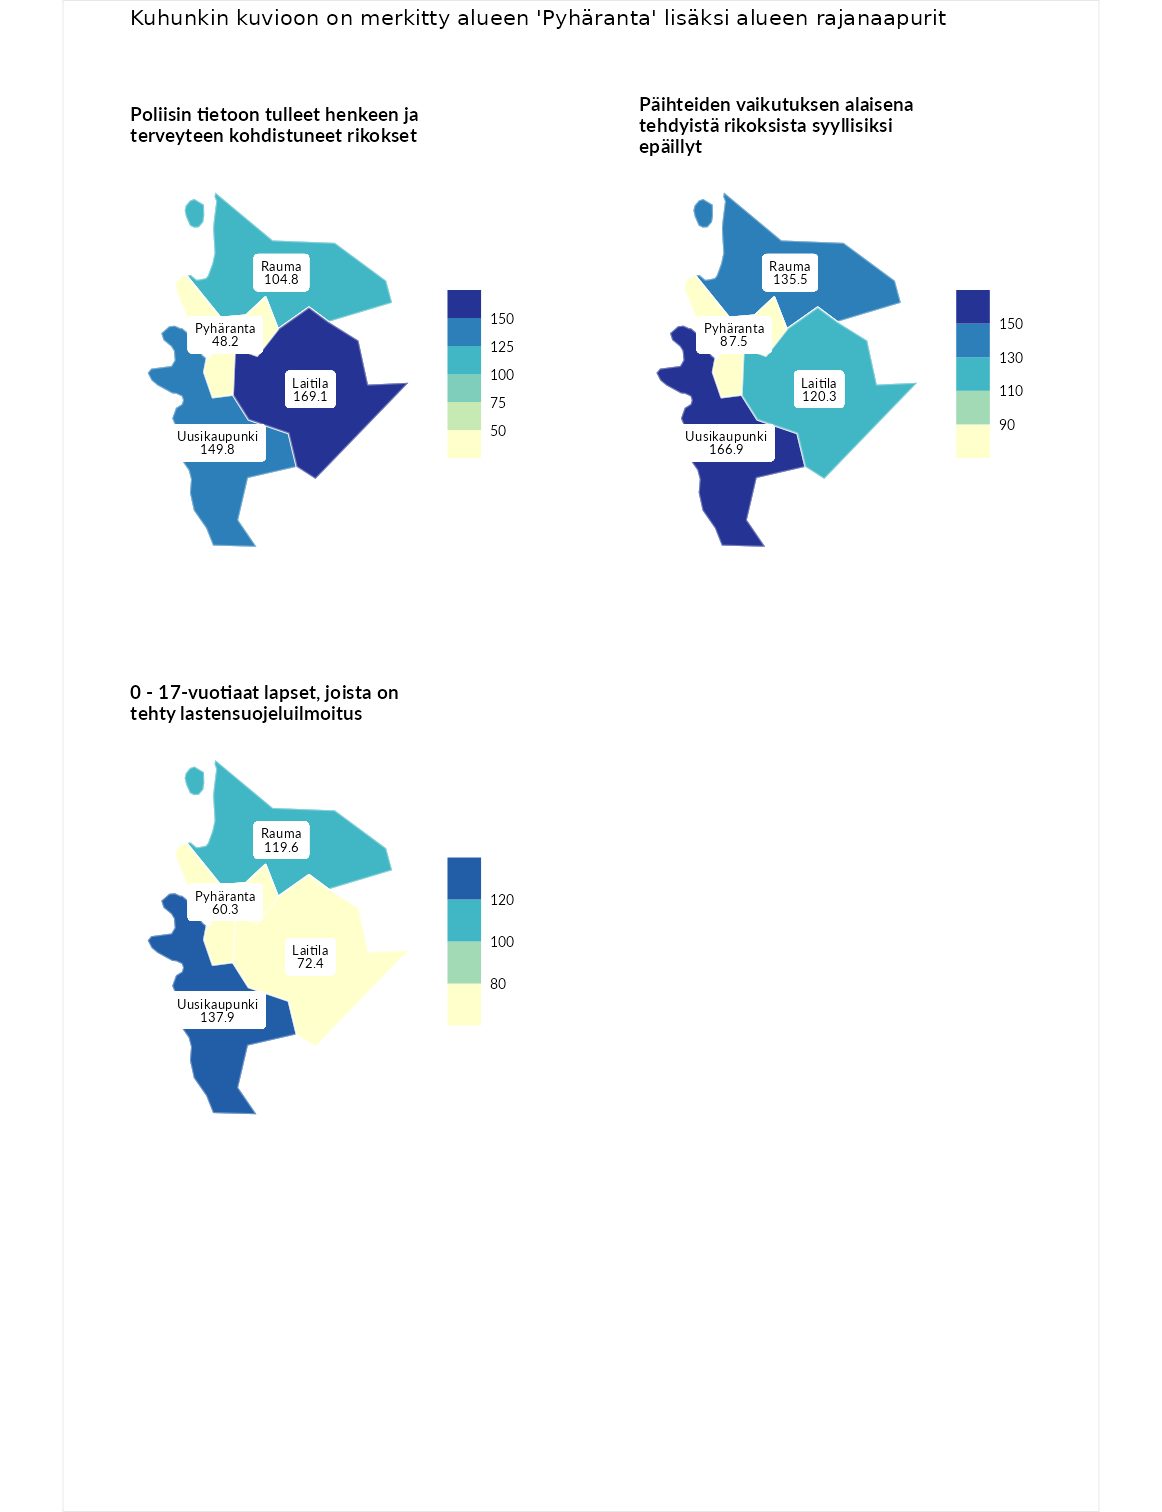 Kuhunkin kuvioon on merkitty alueen 'Pyhäranta' lisäksi alueen rajanaapurit
Poliisin tietoon tulleet henkeen ja
terveyteen kohdistuneet rikokset
Rauma
104.8
Pyhäranta
48.2
Laitila
169.1
Uusikaupunki
149.8
150
125
100
75
50
Päihteiden vaikutuksen alaisena
tehdyistä rikoksista syyllisiksi
epäillyt
Rauma
135.5
Pyhäranta
87.5
Laitila
120.3
Uusikaupunki
166.9
150
130
110
90
0 - 17-vuotiaat lapset, joista on
tehty lastensuojeluilmoitus
Rauma
119.6
Pyhäranta
60.3
Laitila
72.4
Uusikaupunki
137.9
120
100
80